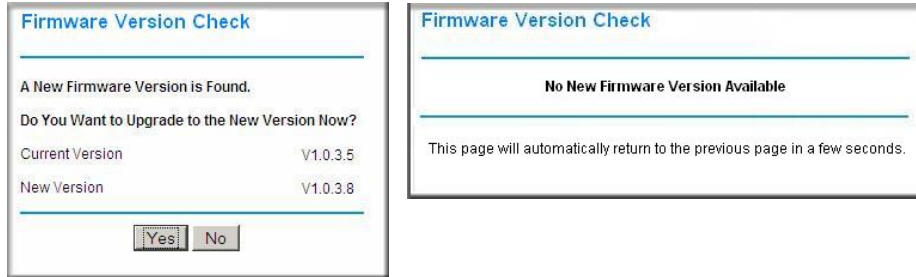 Firmware Version Check
A New Firmware Version is Found.
Do You Want to Upgrade to the New Version Now?
Current Version V1.0.3.5
New Version V1.0.3.8
Yes No
Firmware Version Check
No New Firmware Version Available
This page will automatically return to the previous page in a few seconds.